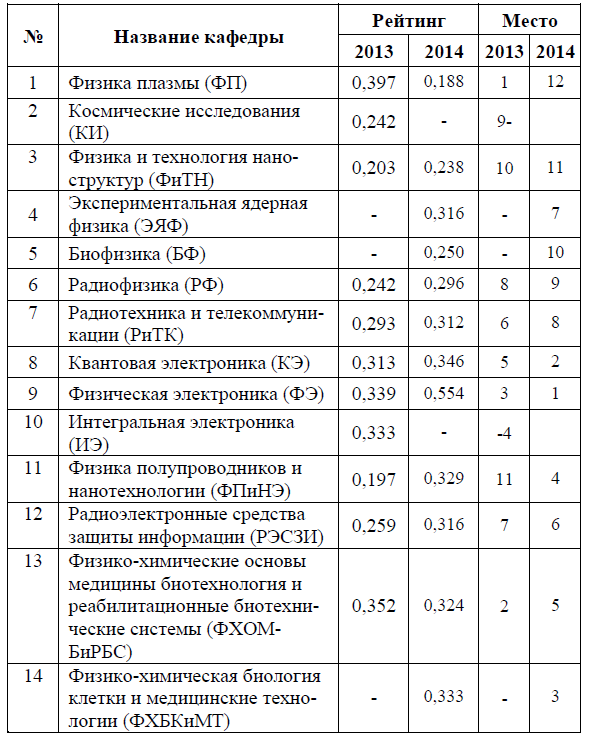 № Название кафедры Рейтинг Место
2013 2014 2013 2014
1 Физика плазмы (ФП) 0,397 0,188 1 12
2 Космические исследования
(КИ) 0,242 - 9-
3 Физика и технология нано-
структур (ФиТН) 0,203 0,238 10 11
4 Экспериментальная ядерная
физика (ЭЯФ) - 0,316 - 7
5 Биофизика (БФ) - 0,250 - 10
6 Радиофизика (РФ) 0,242 0,296 8 9
7 Радиотехника и телекоммуни-
кации (РиТК) 0,293 0,312 6 8
8 Квантовая электроника (КЭ) 0,313 0,346 5 2
9 Физическая электроника (ФЭ) 0,339 0,554 3 1
10 Интегральная электроника
(ИЭ) 0,333 - -4
11 Физика полупроводников и
нанотехнологии (ФПиНЭ) 0,197 0,329 11 4
12 Радиоэлектронные средства
защиты информации (РЭСЗИ) 0,259 0,316 7 6
13 Физико-химические основы
медицины биотехнология и
реабилитационные биотехни-
ческие системы (ФХОМ-
БиРБС) 0,352 0,324 2 5
14 Физико-химическая биология
клетки и медицинские техно-
логии (ФХБКиМТ) - 0,333 - 3